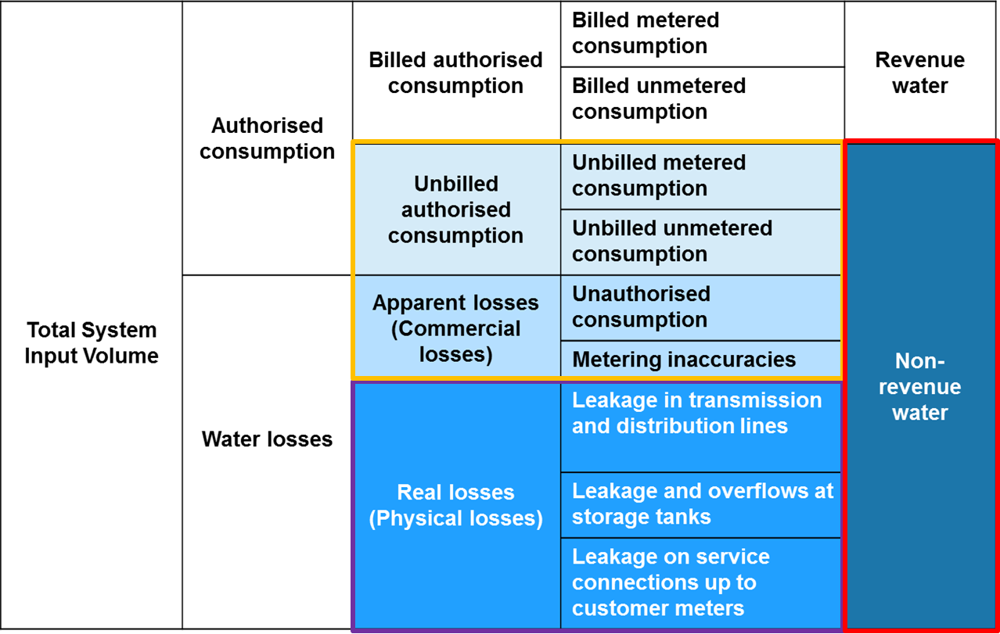 Total System
Input Volume
Authorised
consumption
Billed authorised
consumption
Billed metered
consumption
Billed unmetered
consumption
Revenue
water
Unbilled
authorised
consumption
Unbilled metered
consumption
Unbilled unmetered
consumption
Non-
revenue
water
Water losses
Apparent losses
(Commercial
losses)
Unauthorised
consumption
Metering inaccuracies
Real losses
(Physical losses)
Leakage in transmission
and distribution lines
Leakage and overflows at
storage tanks
Leakage on service
connections up to
customer meters